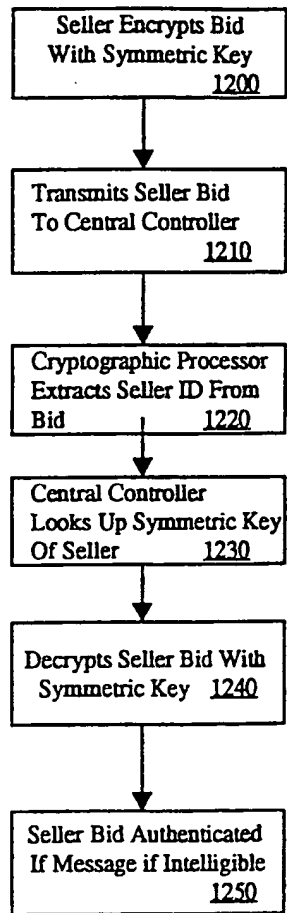 Seller Encrypts Bid
With Symmetric Key
1200
Transmits Seller Bid
To Central Controller
1210
Cryptographic Processor
Extracts Seller ID From
Bid 1220
Central Controller
Looks Up Symmetric Key
Of Seller 1230
Decrypts Seller Bid With
Symmetric Key 1240
Seller Bid Authenticated
If Message if Intelligible
1250